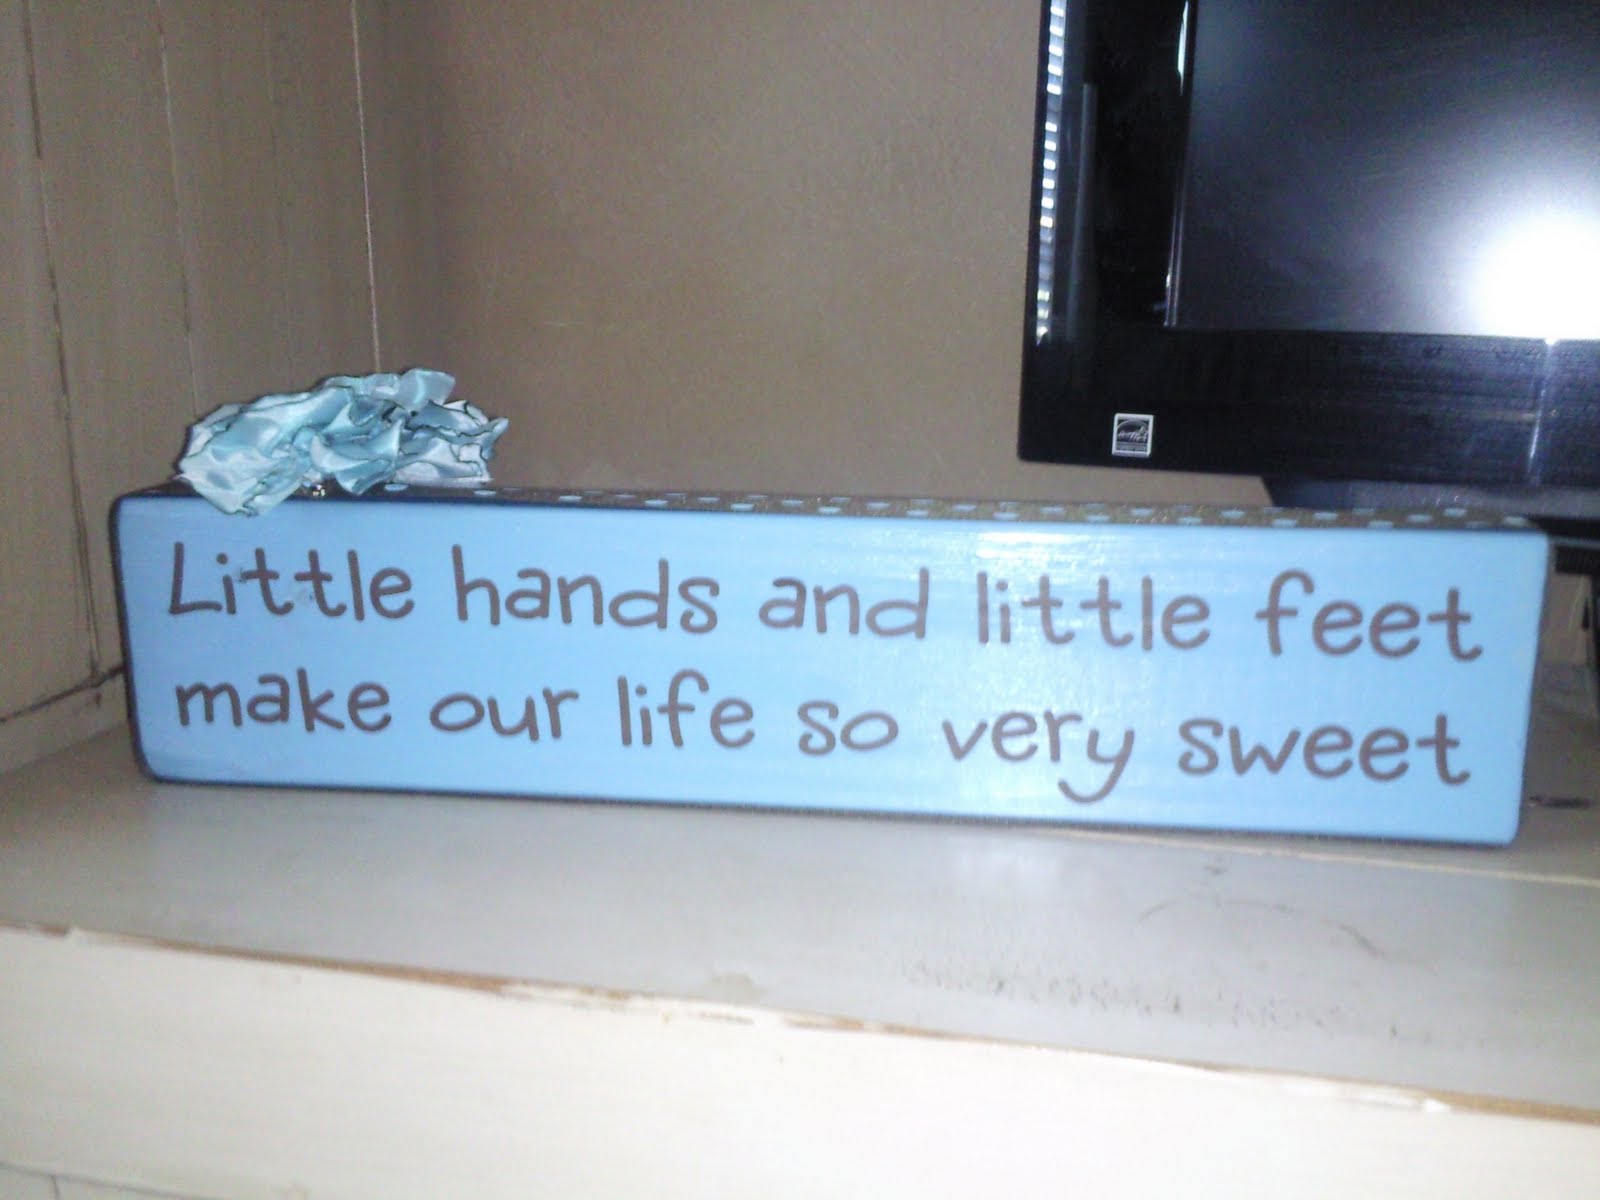 Little hands and little feet
make our life so very sweet